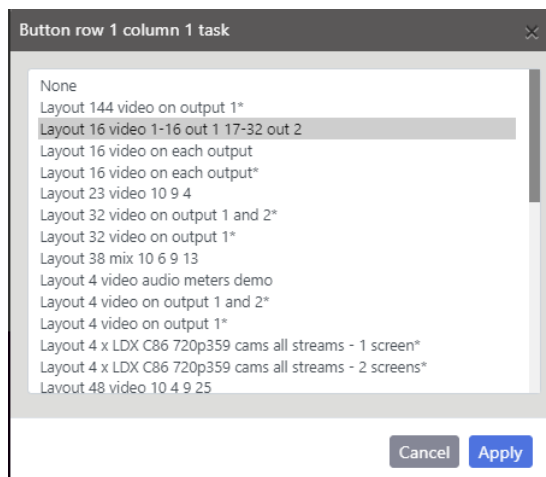 Button row 1 column 1 task
None
Layout 144 video on output 1*
Layout 16 video 1-16 out 1 17-32 out 2
Layout 16 video on each output
Layout 16 video on each output*
Layout 23 video 10 9 4
Layout 32 video on output 1 and 2*
Layout 32 video on output 1*
Layout 38 mix 10 6 9 13
Layout 4 video audio meters demo
Layout 4 video on output 1 and 2*
Layout 4 video on output 1*
Layout 4 x LDX C86 720p359 cams all streams - 1 screen*
Layout 4 x LDX C86 720p359 cams all streams - 2 screens*
Layout 48 video 10 4 9 25
Cancel Apply